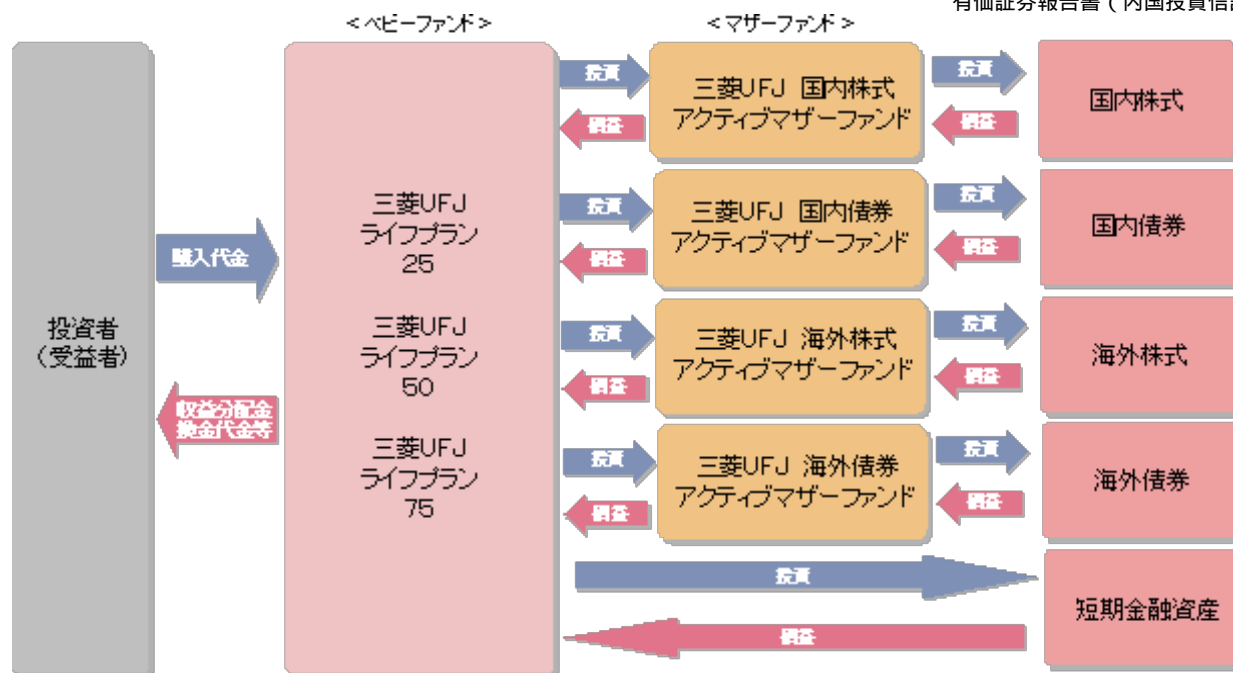 有価証券報告書(内国投資信託
<ベビーファンド>
<マザーファンド>
投資者
(受益者)
購入代金
収益分配金
換金代金等
三菱UFJ
ライフプラン
25
三菱UFJ
ライフプラン
50
三菱UFJ
ライフプラン
75
投資
損益
三菱UFJ 国内株式
アクティブマザーファンド
投資
損益
国内株式
投資
損益
三菱UFJ 国内債券
アクティブマザーファンド
投資
損益
国内債券
投資
損益
三菱UFJ 海外株式
アクティブマザーファンド
投資
損益
海外株式
投資
損益
三菱UFJ 海外債券
アクティブマザーファンド
投資
損益
海外債券
投資
損益
短期金融資産